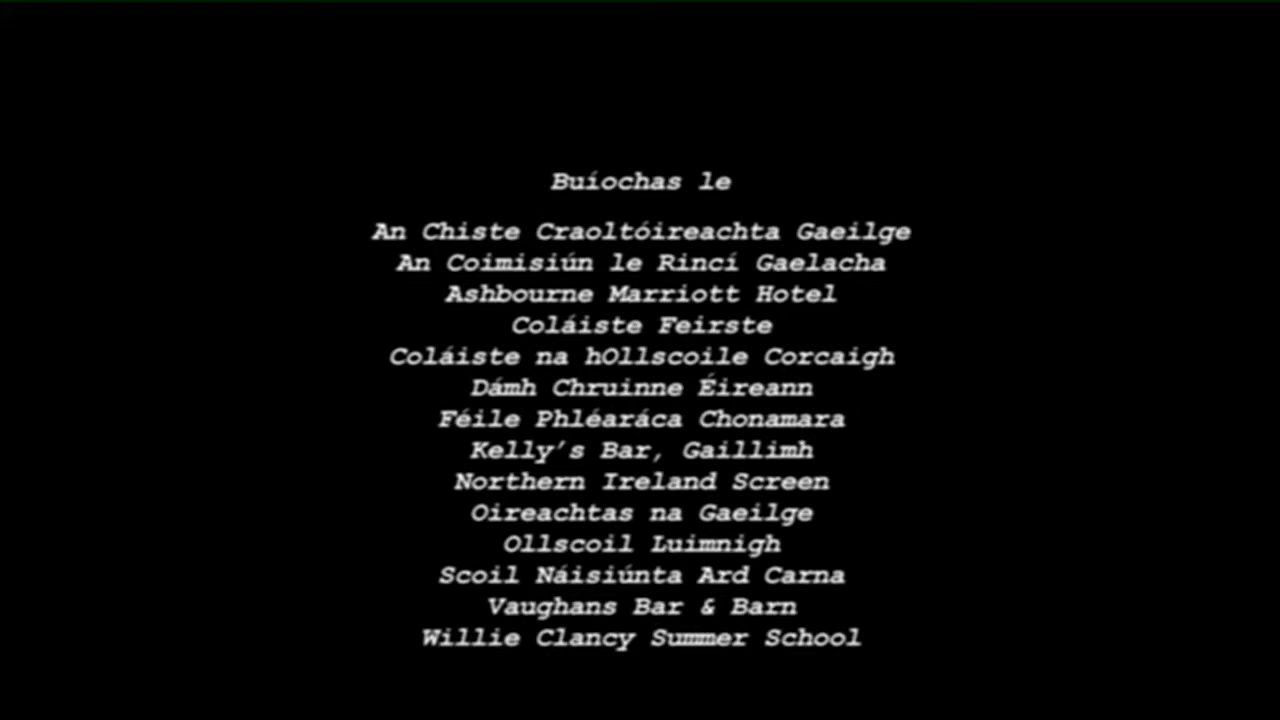 Buíochas le
An Chiste Craoltóireachta Gaeilge
An Coimisiún le Rincí Gaelacha
Ashbourne Marriott Hotel
Coláiste Feirste
Coláiste na hOllscoile Corcaigh
Dámh Chruinne Éireann
Féile Phléaráca Chonamara
Kelly's Bar, Gaillimh
Northern Ireland Screen
Oireachtas na Gaeilge
Ollscoil Luimnigh
Scoil Náisiúnta Ard Carna
Vaughans Bar & Barn
Willie Clancy Summer School